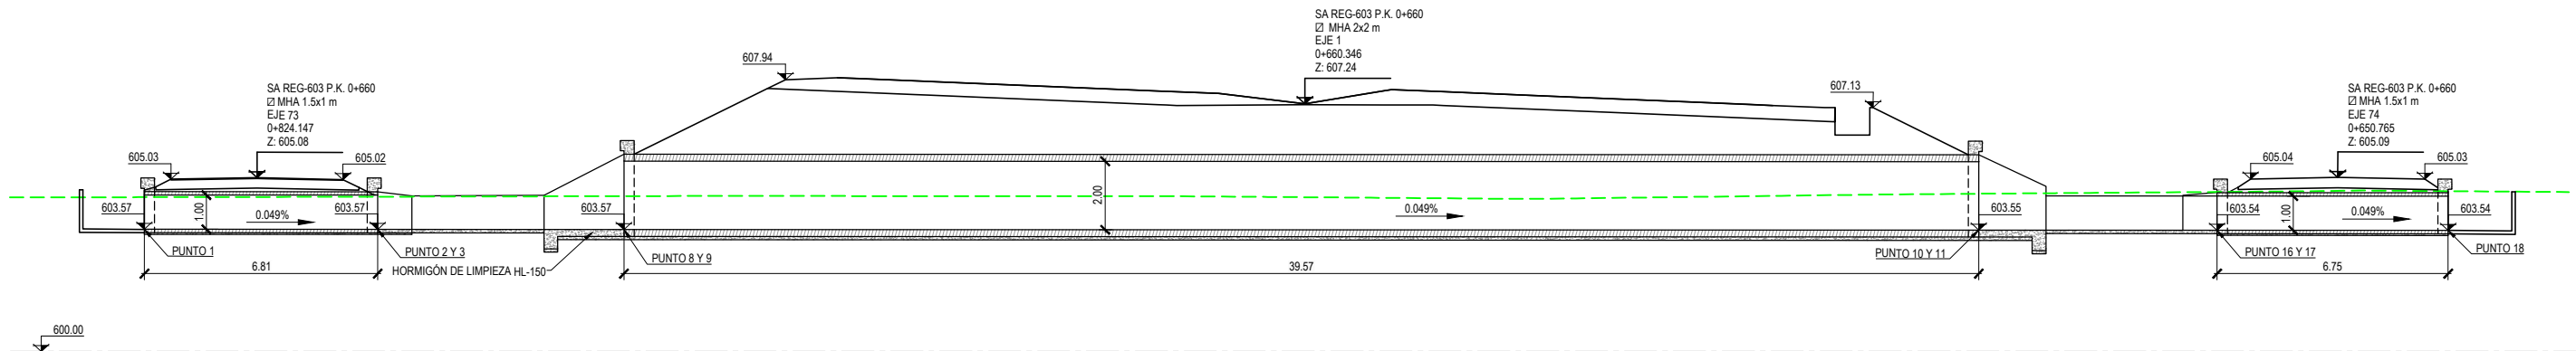 SA REG-603 P.K. 0+660
MHA 2x2 m
EJE 1
0+660.346
Z: 607.24
607.94
607.13
SA REG-603 P.K. 0+660
MHA 1.5x1 m
EJE 73
0+824.147
Z: 605.08
SA REG-603 P.K. 0+660
MHA 1.5x1 m
EJE 74
0+650.765
Z: 605.09
605.03
605.02
605.04
605.03
603.57
1.00
0.049%
603.57
603.57
2.00
0.049%
603.55
603.54
1.00
0.049%
603.54
PUNTO 1
PUNTO 2 Y 3
PUNTO 8 Y 9
PUNTO 10 Y 11
PUNTO 16 Y 17
PUNTO 18
HORMIGÓN DE LIMPIEZA HL-150
6.81
39.57
6.75
600.00